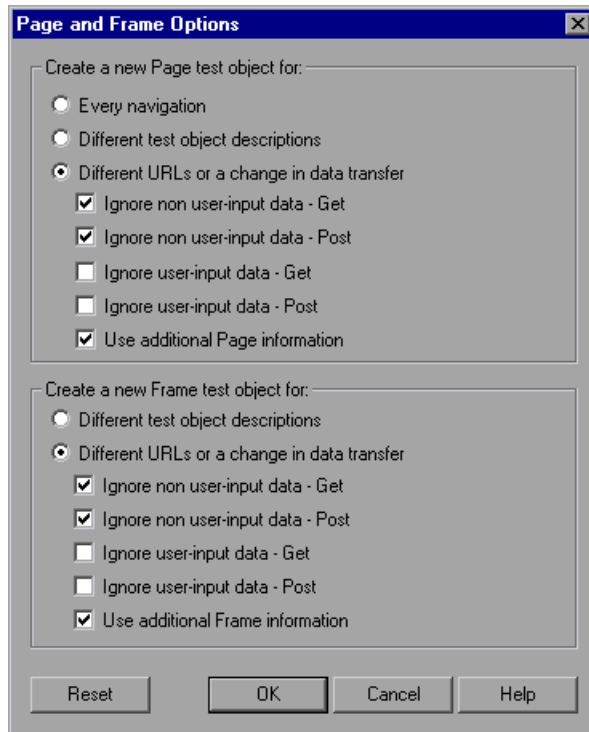 Page and Frame Options
Create a new Page test object for:
Every navigation
Different test object descriptions
Different URLs or a change in data transfer
Ignore non user-input data - Get
Ignore non user-input data - Post
Ignore user-input data - Get
Ignore user-input data - Post
Use additional Page information
Create a new Frame test object for:
Different test object descriptions
Different URLs or a change in data transfer
Ignore non user-input data - Get
Ignore non user-input data - Post
Ignore user-input data - Get
Ignore user-input data - Post
Use additional Frame information
Reset OK Cancel Help